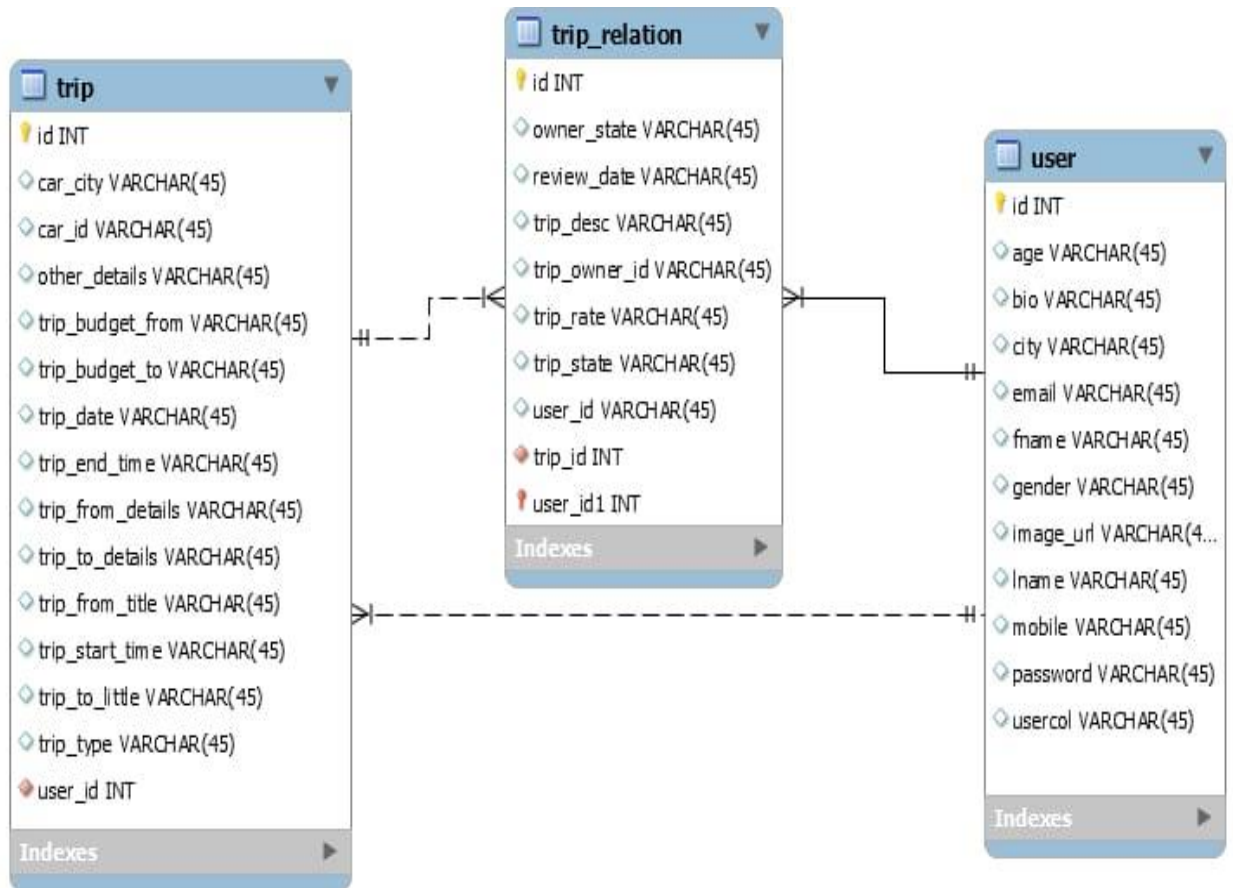 trip
id INT
car_city VARCHAR(45)
car_id VARCHAR(45)
other_details VARCHAR(45)
trip_budget_from VARCHAR(45)
trip_budget_to VARCHAR(45)
trip_date VARCHAR(45)
trip_end_time VARCHAR(45)
trip_from_details VARCHAR(45)
trip_to_details VARCHAR(45)
trip_from_title VARCHAR(45)
trip_start_time VARCHAR(45)
trip_to_little VARCHAR(45)
trip_type VARCHAR(45)
user_id INT
Indexes
trip_relation
id INT
owner_state VARCHAR(45)
review_date VARCHAR(45)
trip_desc VARCHAR(45)
trip_owner_id VARCHAR(45)
trip_rate VARCHAR(45)
trip_state VARCHAR(45)
user_id VARCHAR(45)
trip_id INT
user_id1 INT
Indexes
user
id INT
age VARCHAR(45)
bio VARCHAR(45)
city VARCHAR(45)
email VARCHAR(45)
fname VARCHAR(45)
gender VARCHAR(45)
image_url VARCHAR(4...
lname VARCHAR(45)
mobile VARCHAR(45)
password VARCHAR(45)
usercol VARCHAR(45)
Indexes